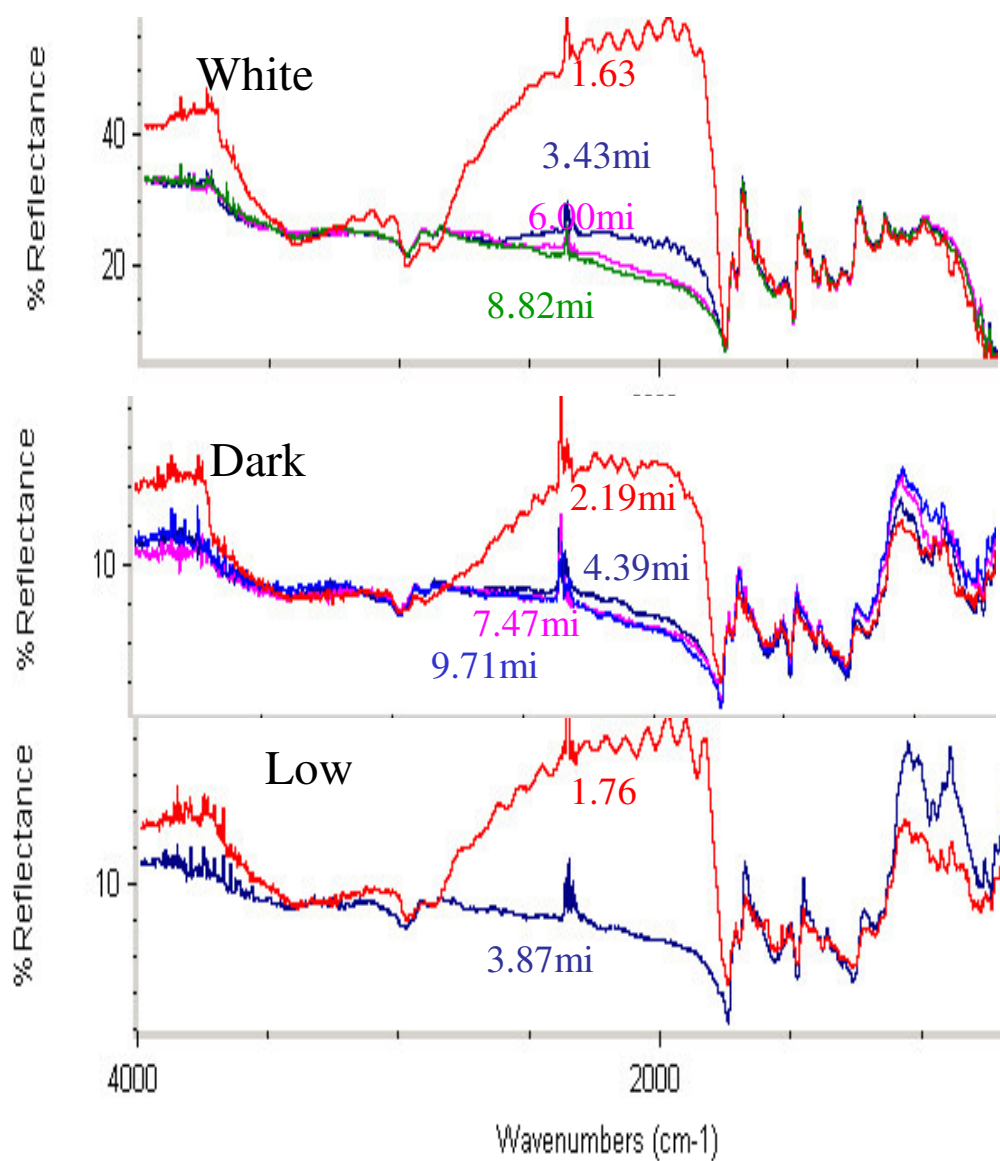 %Reflectance
White
40
20
1.63
3.43mi
6.00mi
8.82mi
%Reflectance
Dark
10
2.19mi
4.39mi
7.47mi
9.71mi
%Reflectance
Low
10
1.76
3.87mi
4000
2000
Wavenumbers (cm-1)